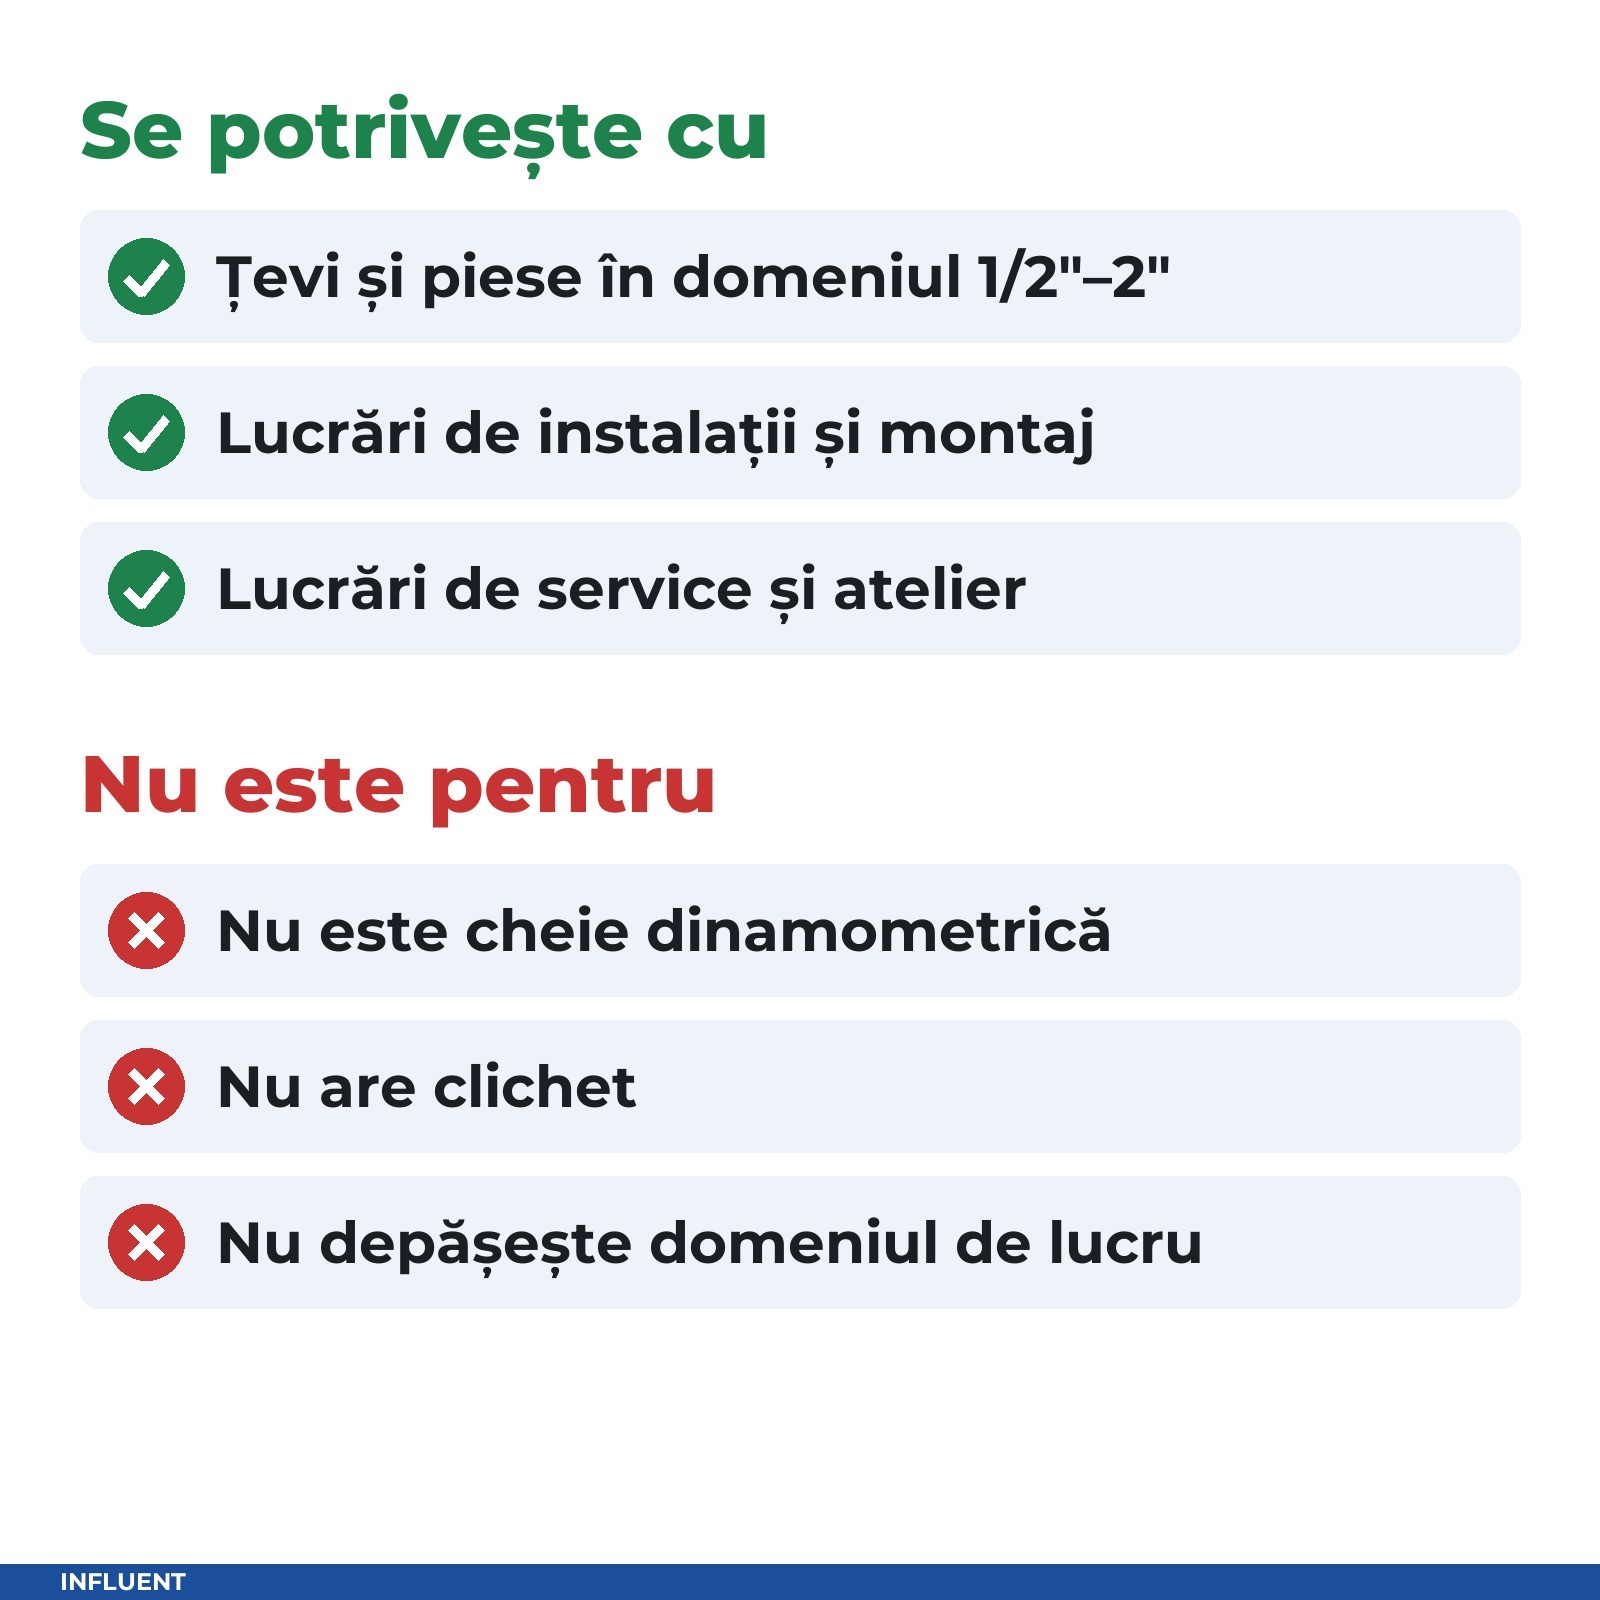 Se potrivește cu
Țevi și piese în domeniul 1/2"–2"
Lucrări de instalații și montaj
Lucrări de service și atelier
Nu este pentru
Nu este cheie dinamometrică
Nu are clichet
Nu depășește domeniul de lucru
INFLUENT